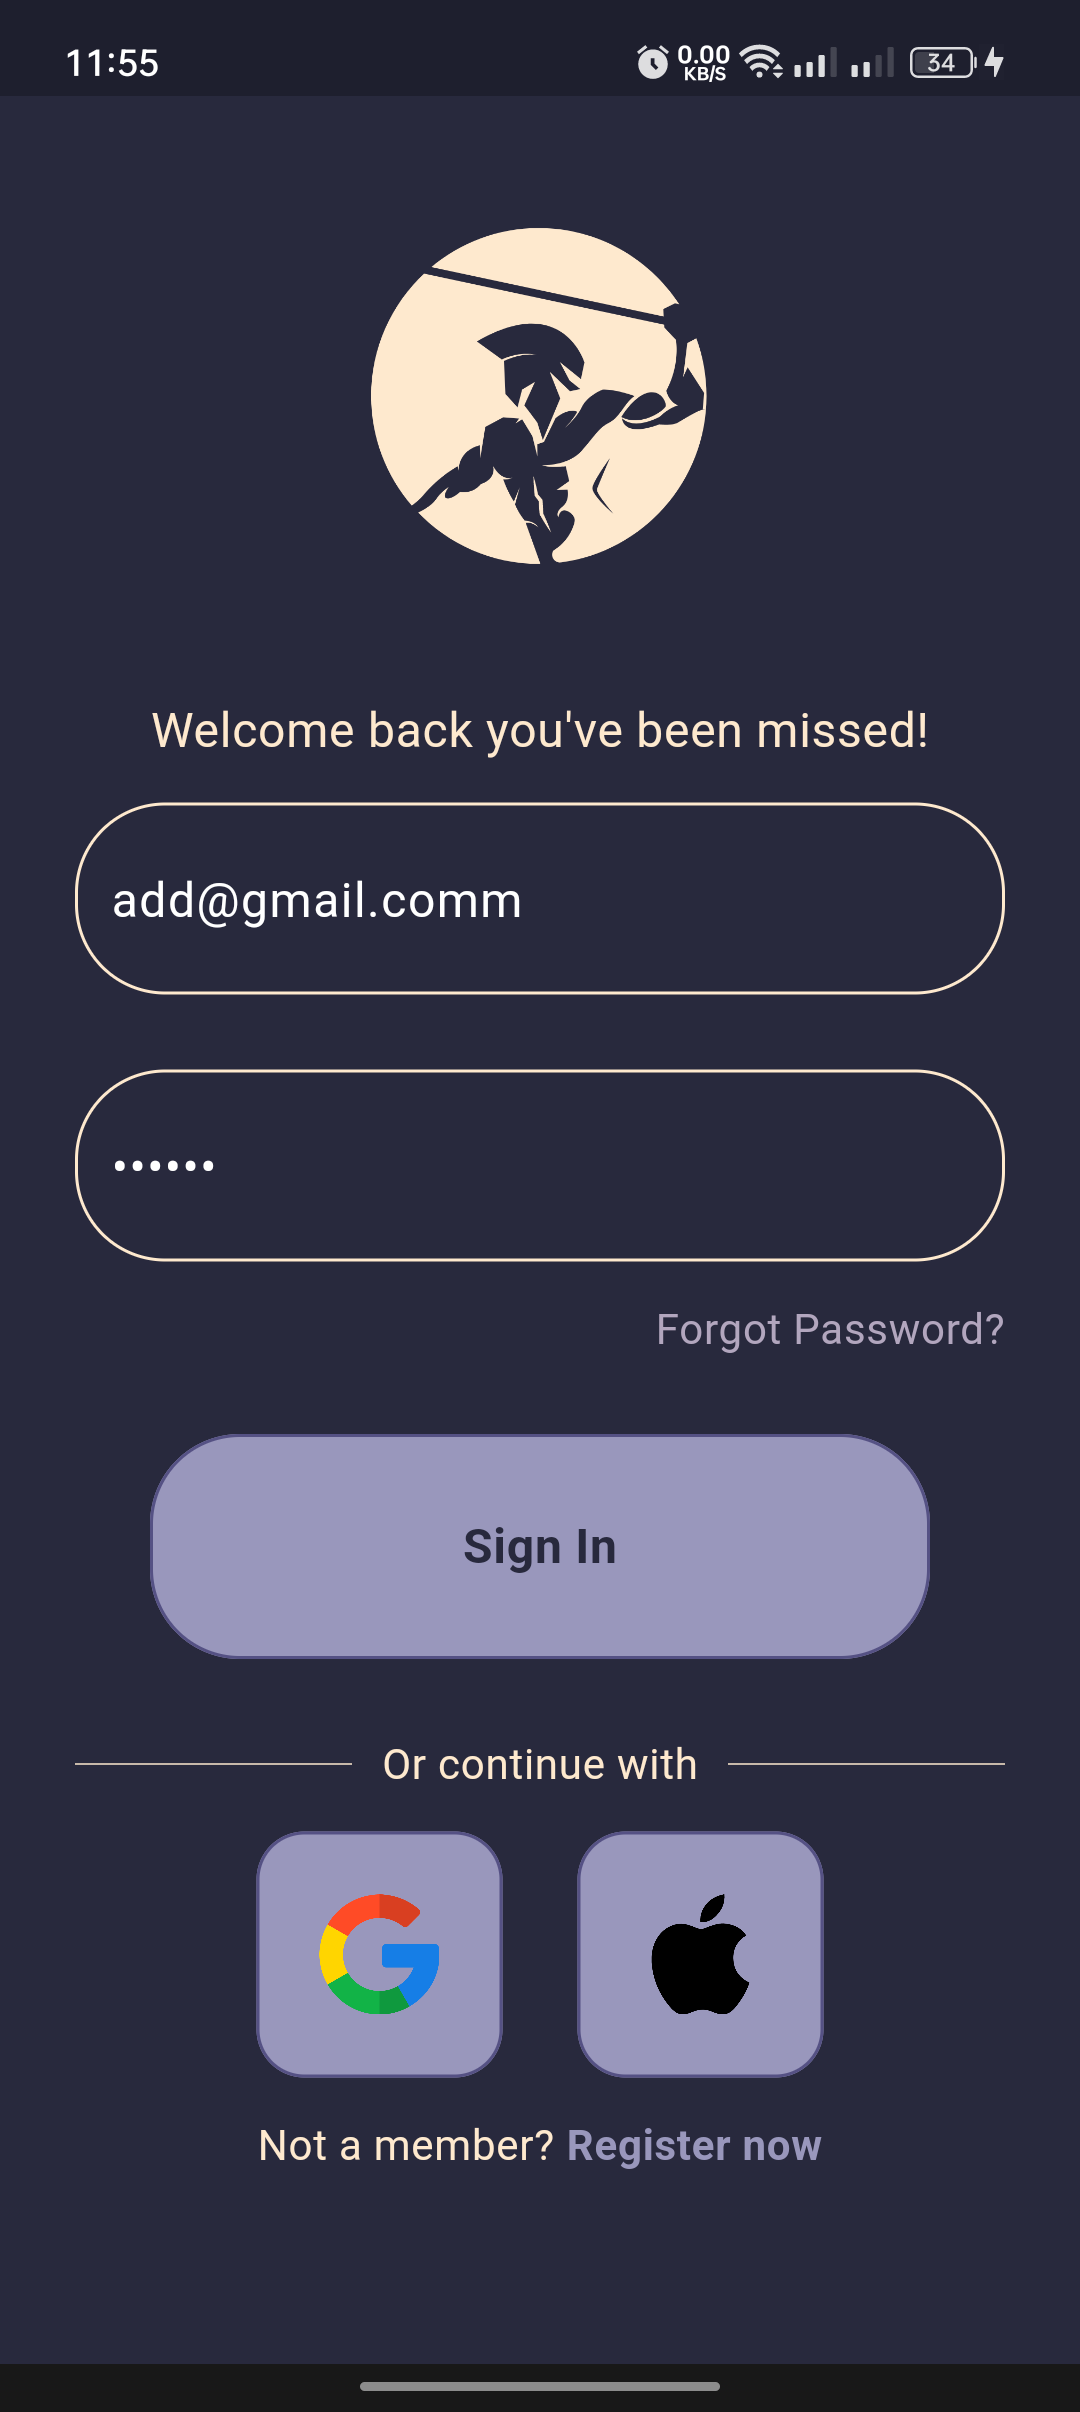 11:55
0.00
KB/S
34
Welcome back you've been missed!
add@gmail.comm
••••••
Forgot Password?
Sign In
Or continue with
Not a member? Register now